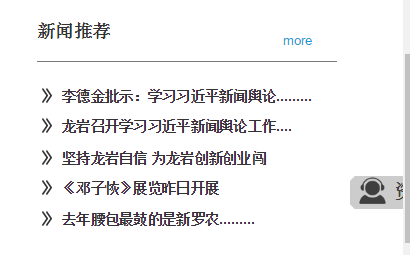 新闻推荐
more
李德金批示：学习习近平新闻舆论.........
龙岩召开学习习近平新闻舆论工作....
坚持龙岩自信 为龙岩创新创业闯
《邓子恢》展览昨日开展
去年腰包最鼓的是新罗农.........